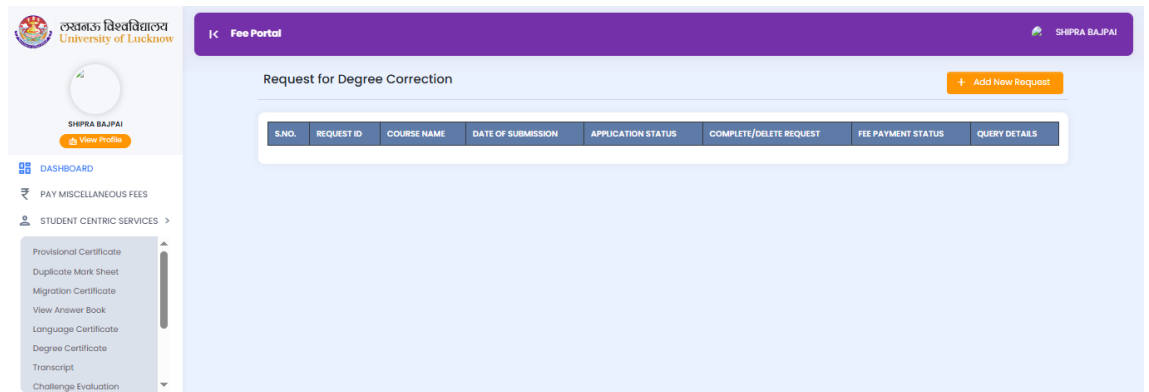 लखनऊ विश्वविद्यालय
University of Lucknow
SHIPRA BAJPAI
View Profile
DASHBOARD
₹ PAY MISCELLANEOUS FEES
STUDENT CENTRIC SERVICES >
Provisional Certificate
Duplicate Mark Sheet
Migration Certificate
View Answer Book
Language Certificate
Degree Certificate
Transcript
Challenge Evaluation
Fee Portal
SHIPRA BAJPAI
Request for Degree Correction
+ Add New Request
S.NO. REQUEST ID COURSE NAME DATE OF SUBMISSION APPLICATION STATUS COMPLETE/DELETE REQUEST FEE PAYMENT STATUS QUERY DETAILS